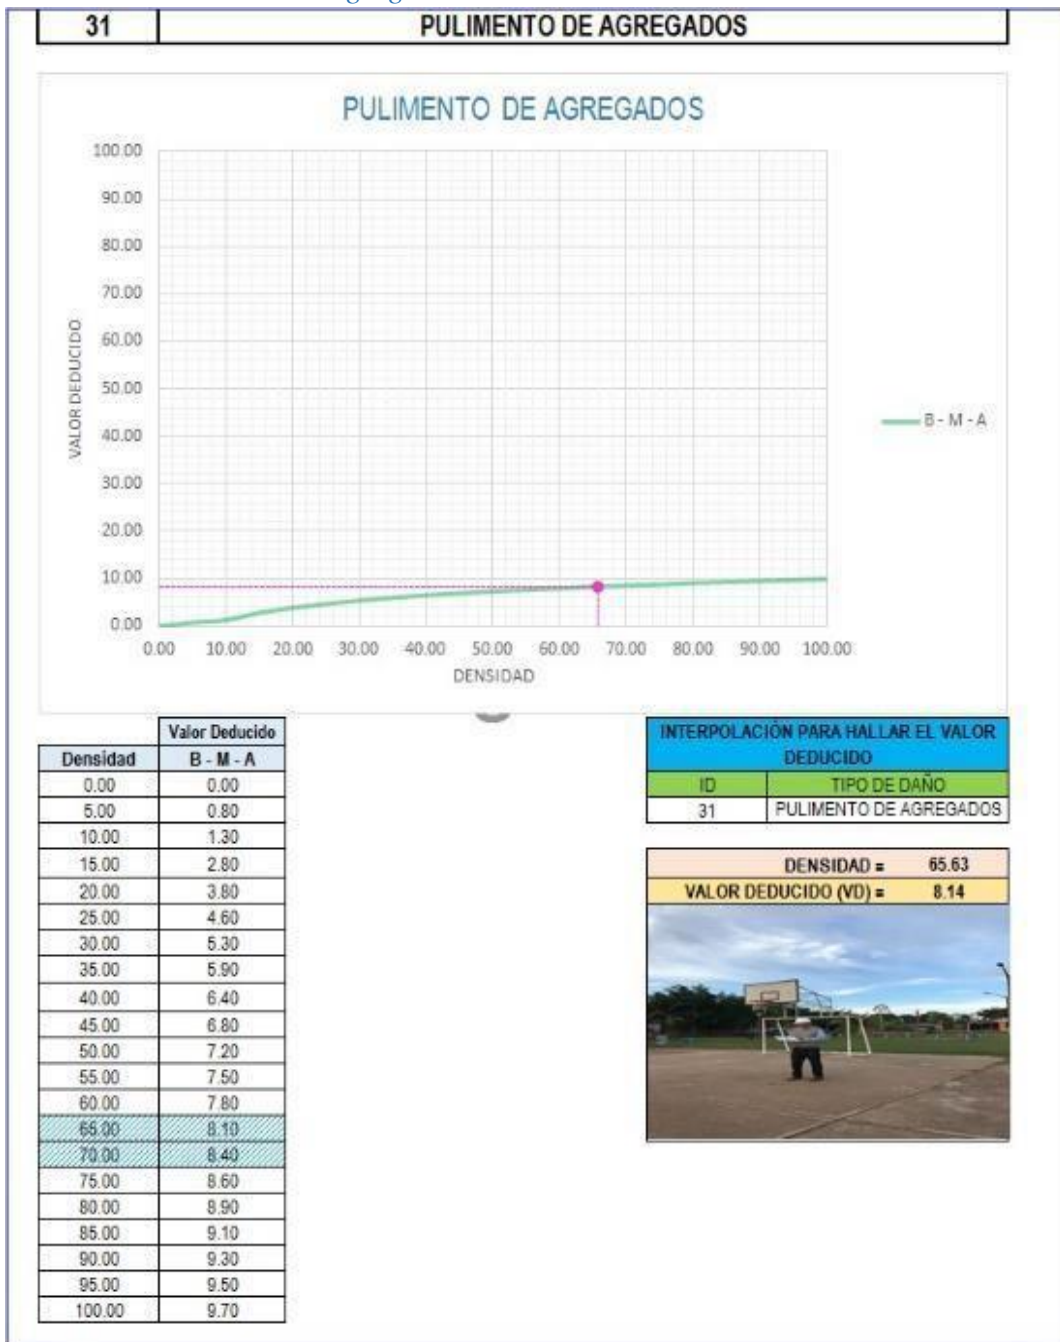 31 PULIMENTO DE AGREGADOS
PULIMENTO DE AGREGADOS
100.00
90.00
80.00
70.00
60.00
50.00
40.00
30.00
20.00
10.00
0.00
VALOR DEDUCIDO
0.00 10.00 20.00 30.00 40.00 50.00 60.00 70.00 80.00 90.00 100.00
DENSIDAD
B - M - A
Valor Deducido
Densidad B - M - A
0.00 0.00
5.00 0.80
10.00 1.30
15.00 2.80
20.00 3.80
25.00 4.60
30.00 5.30
35.00 5.90
40.00 6.40
45.00 6.80
50.00 7.20
55.00 7.50
60.00 7.80
65.00 8.10
70.00 8.40
75.00 8.60
80.00 8.90
85.00 9.10
90.00 9.30
95.00 9.50
100.00 9.70
INTERPOLACIÓN PARA HALLAR EL VALOR
DEDUCIDO
ID TIPO DE DAÑO
31 PULIMENTO DE AGREGADOS
DENSIDAD = 65.63
VALOR DEDUCIDO (VD) = 8.14